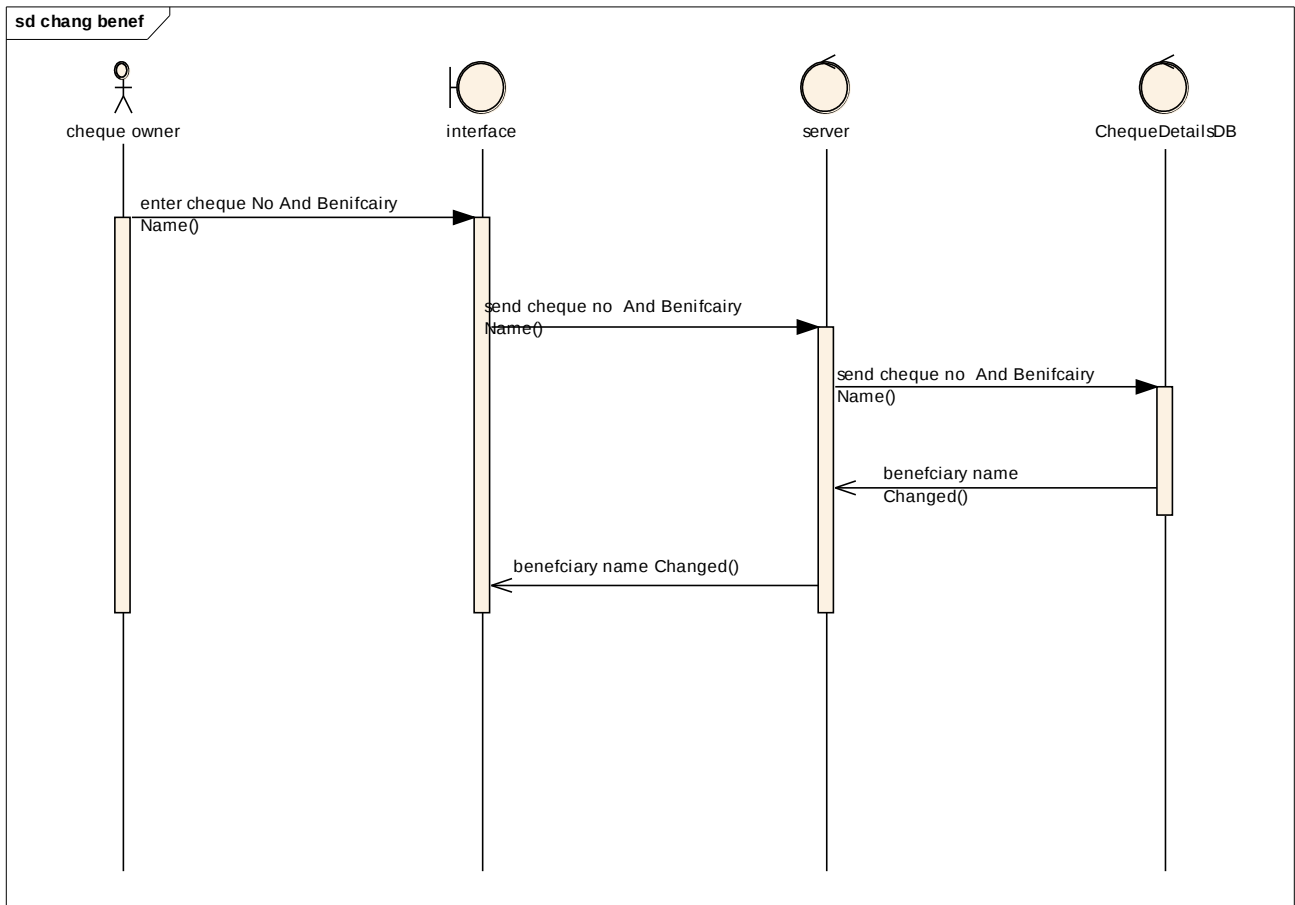 sd chang benef
cheque owner
interface
server
ChequeDetailsDB
enter cheque No And Benifcairy
Name()
send cheque no  And Benifcairy
Name()
send cheque no  And Benifcairy
Name()
benefciary name
Changed()
benefciary name Changed()